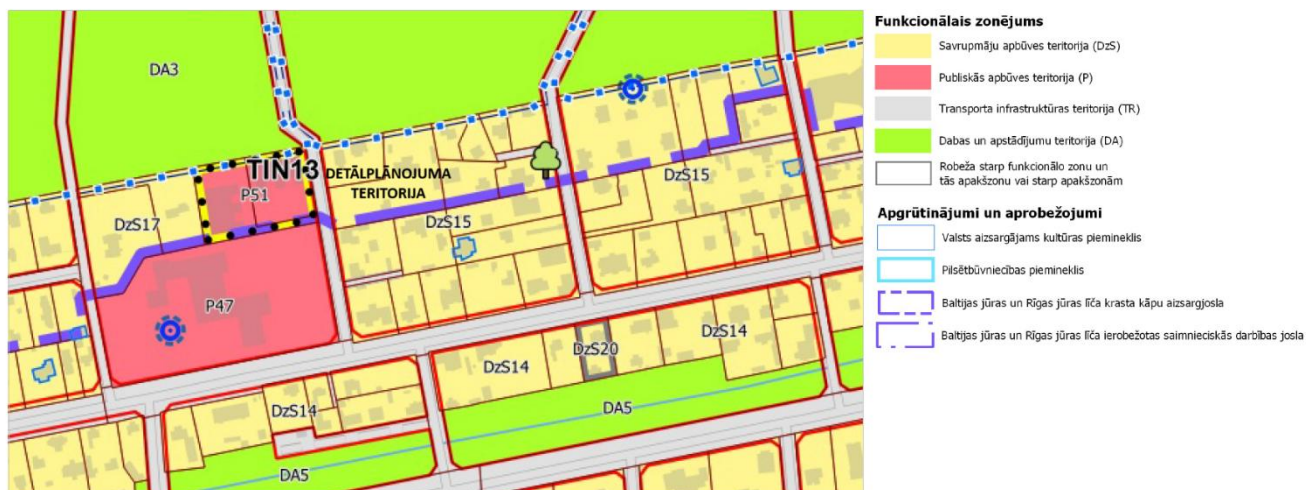 DA3
TIN13
DETĀLPLĀNOJUMA
TERITORIJA
P51
DzS17
DzS15
DzS15
P47
DzS20
DzS14
DzS14
DzS14
DA5
DA5
Funkcionālais zonējums
Savrupmāju apbūves teritorija (DzS)
Publiskās apbūves teritorija (P)
Transporta infrastruktūras teritorija (TR)
Dabas un apstādījumu teritorija (DA)
Robeža starp funkcionālo zonu un
tās apakšzonu vai starp apakšzonām
Apgrūtinājumi un aprobežojumi
Valsts aizsargājams kultūras piemineklis
Pilsētbūvniecības piemineklis
Baltijas jūras un Rīgas jūras līča krasta kāpu aizsargjosla
Baltijas jūras un Rīgas jūras līča ierobežotas saimnieciskās darbības josla